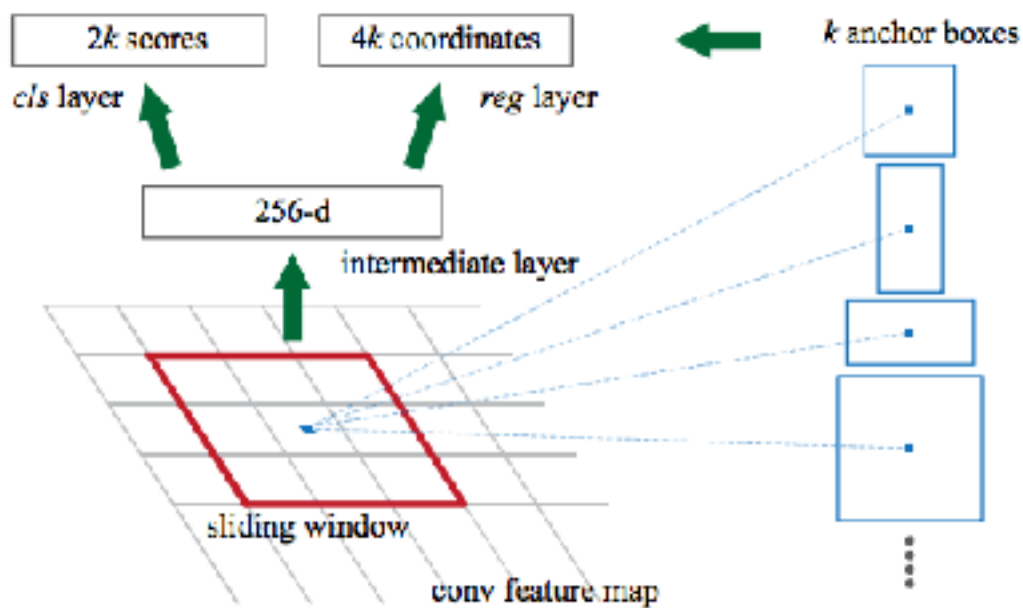 2k scores
4k coordinates
k anchor boxes
cls layer
reg layer
256-d
intermediate layer
sliding window
conv feature map